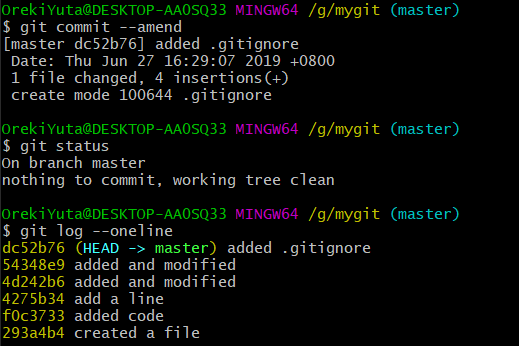 OrekiYuta@DESKTOP-AA0SQ33 MINGW64 /g/mygit (master)
$ git commit --amend
[master dc52b76] added .gitignore
 Date: Thu Jun 27 16:29:07 2019 +0800
 1 file changed, 4 insertions(+)
 create mode 100644 .gitignore

OrekiYuta@DESKTOP-AA0SQ33 MINGW64 /g/mygit (master)
$ git status
On branch master
nothing to commit, working tree clean

OrekiYuta@DESKTOP-AA0SQ33 MINGW64 /g/mygit (master)
$ git log --oneline
dc52b76 (HEAD -> master) added .gitignore
54348e9 added and modified
4d242b6 added and modified
4275b34 add a line
f0c3733 added code
293a4b4 created a file